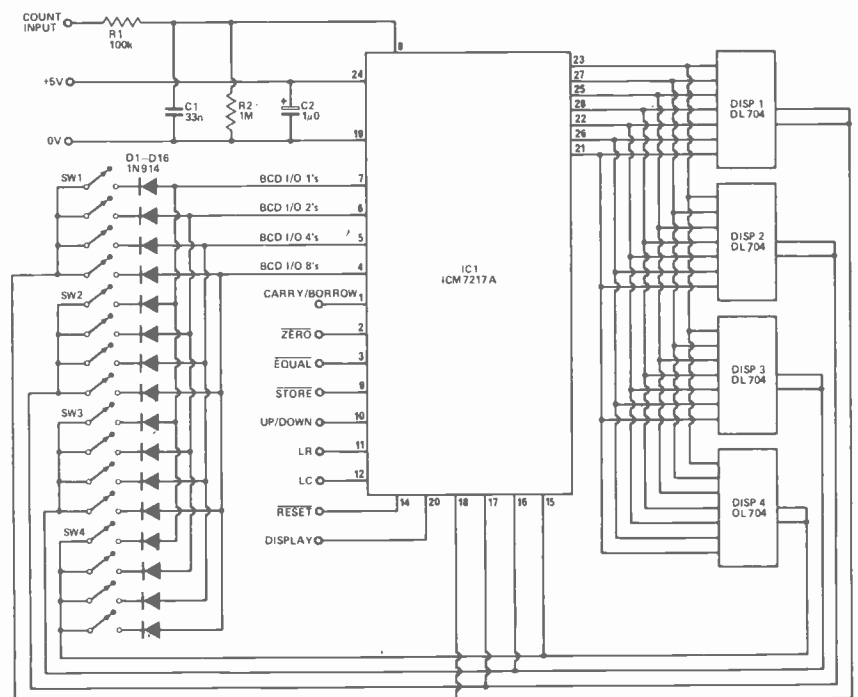 COUNT
INPUT
R1
100k
8
+5V
24
C1
33n
R2
1M
+
C2
1µ0
0V
19
D1–D16
1N914
SW1
BCD I/O 1's
7
BCD I/O 2's
6
BCD I/O 4's
5
BCD I/O 8's
4
SW2
CARRY/BORROW
1
ZERO
2
EQUAL
3
STORE
9
SW3
UP/DOWN
10
LR
11
LC
12
RESET
14
SW4
DISPLAY
20
18
17
16
15
IC1
ICM7217A
23
27
25
28
22
26
21
DISP 1
DL704
DISP 2
DL704
DISP 3
DL704
DISP 4
DL704